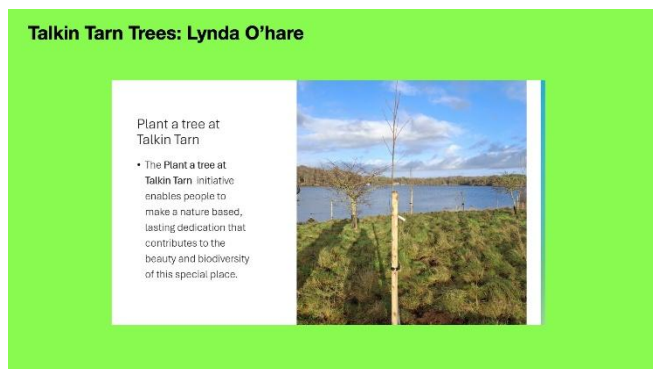 Talkin Tarn Trees: Lynda O’hare
Plant a tree at
Talkin Tarn
• The Plant a tree at
Talkin Tarn initiative
enables people to
make a nature based,
lasting dedication that
contributes to the
beauty and biodiversity
of this special place.